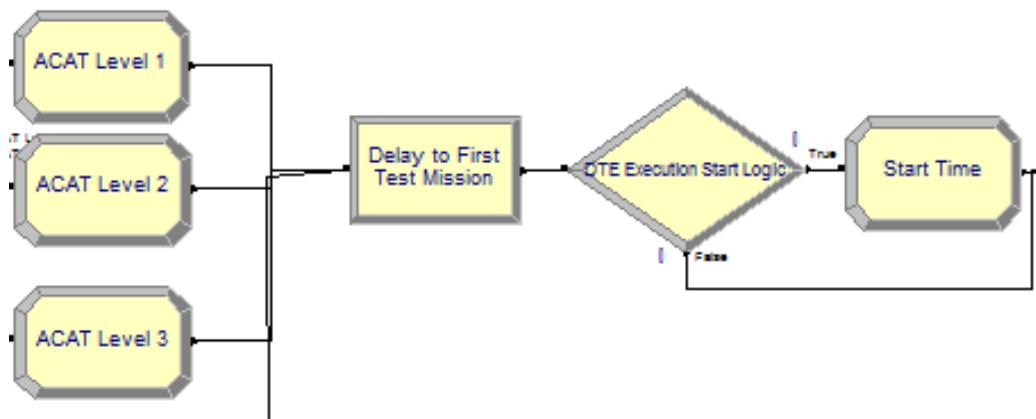 ACAT Level 1
ACAT Level 2
ACAT Level 3
Delay to First
Test Mission
DTE Execution Start Logic
True
False
Start Time